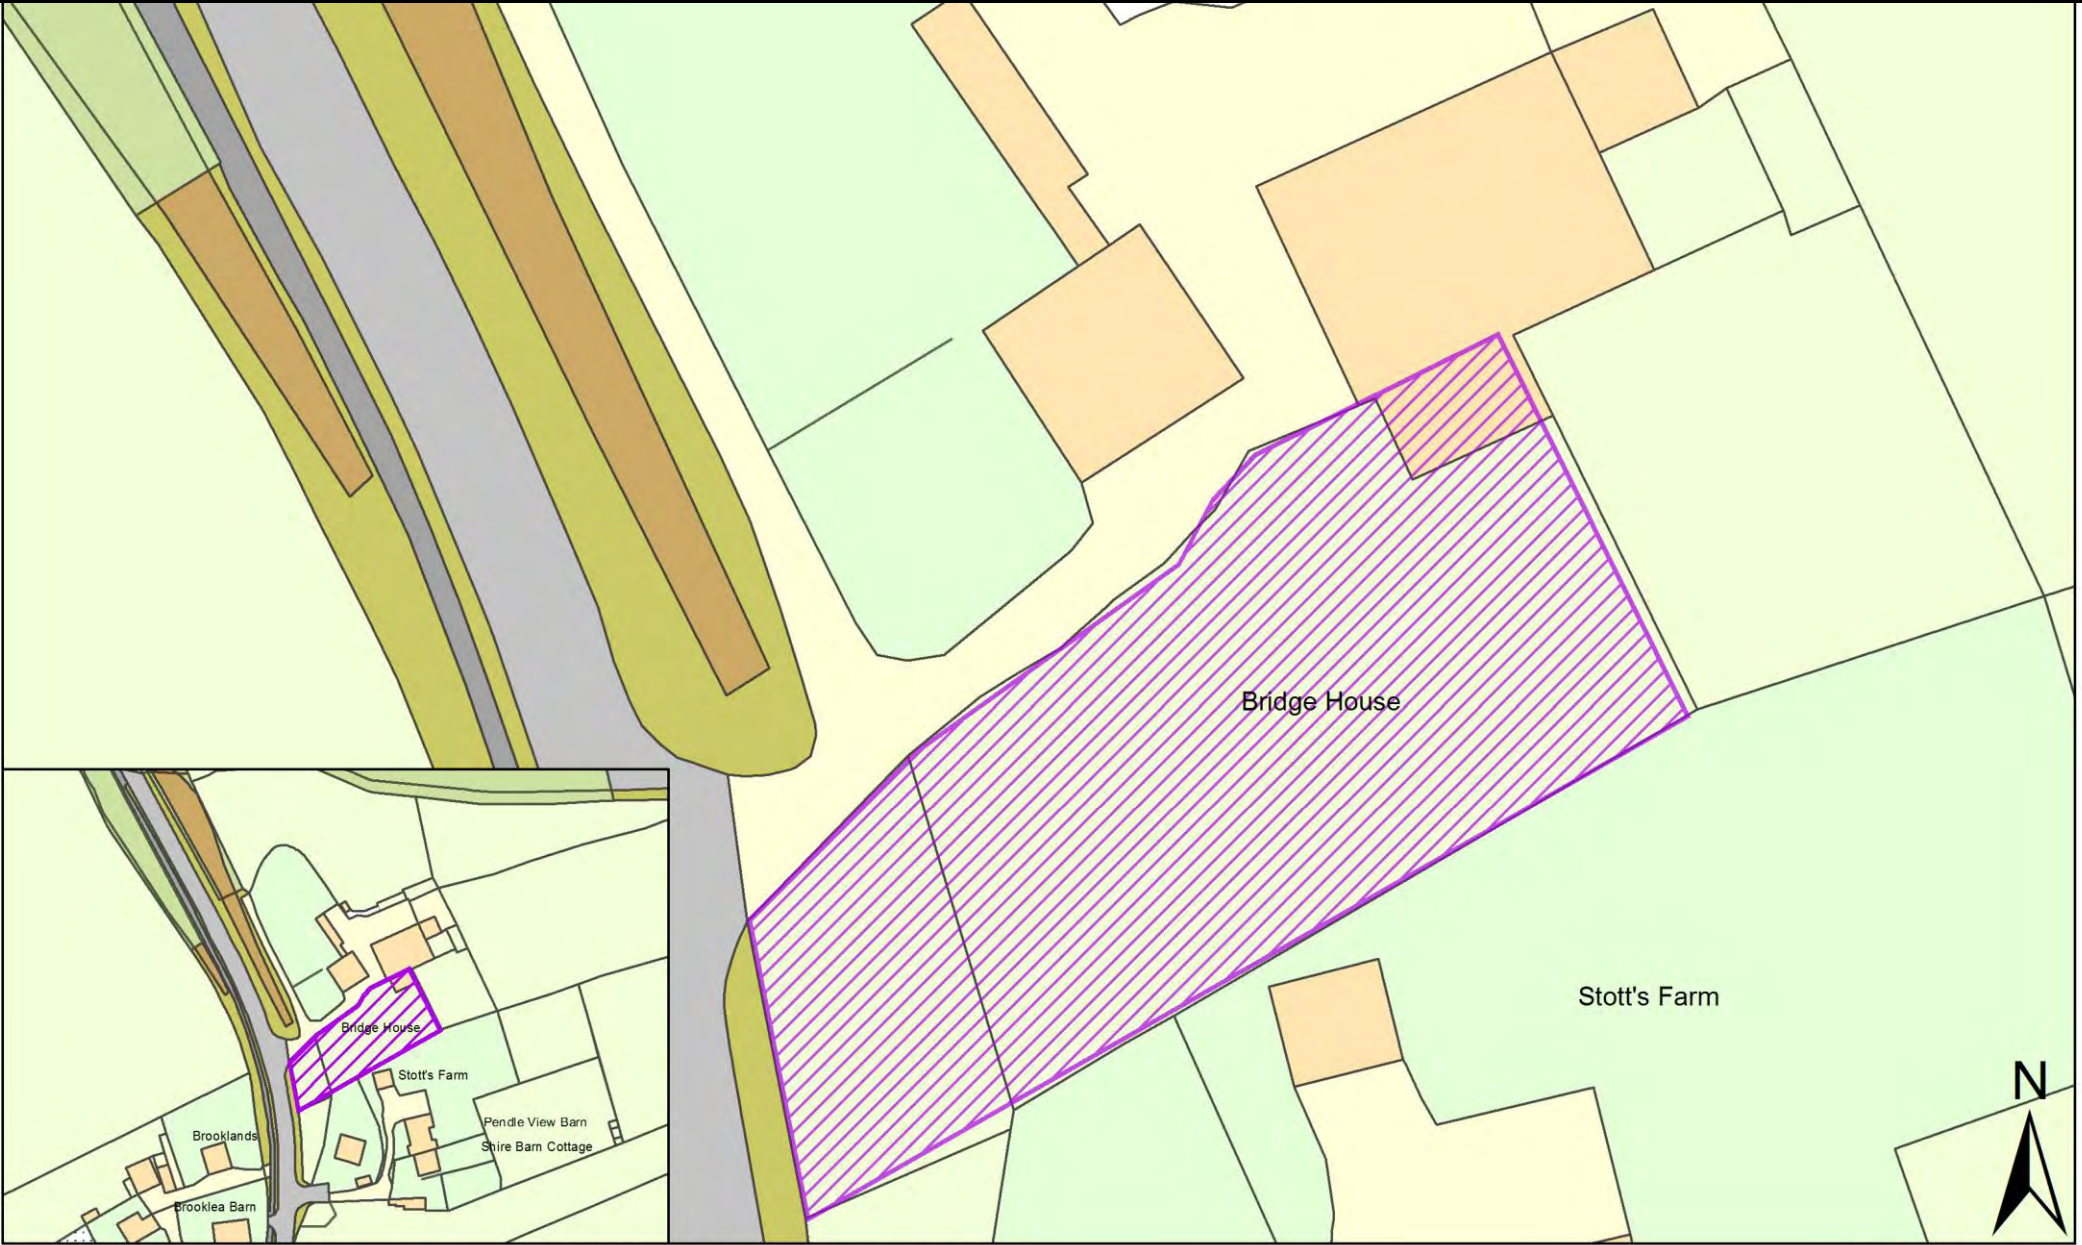 Bridge House
Stott's Farm
N
Bridge House
Stott's Farm
Pendle View Barn
Brooklands
Shire Barn Cottage
Brooklea Barn